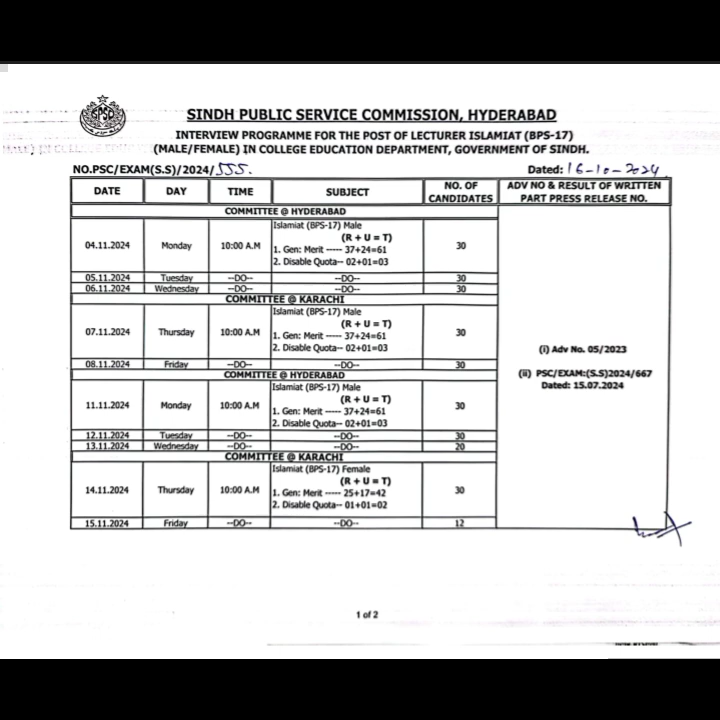 SPSC
SINDH PUBLIC SERVICE COMMISSION, HYDERABAD
INTERVIEW PROGRAMME FOR THE POST OF LECTURER ISLAMIAT (BPS-17)
(MALE/FEMALE) IN COLLEGE EDUCATION DEPARTMENT, GOVERNMENT OF SINDH.
NO.PSC/EXAM(S.S)/2024/555. Dated: 16-10-2024
DATE DAY TIME SUBJECT NO. OF CANDIDATES ADV NO & RESULT OF WRITTEN PART PRESS RELEASE NO.
COMMITTEE @ HYDERABAD
Islamiat (BPS-17) Male
(R + U = T)
04.11.2024 Monday 10:00 A.M 1. Gen: Merit ----- 37+24=61 30
2. Disable Quota-- 02+01=03
05.11.2024 Tuesday --DO-- --DO-- 30
06.11.2024 Wednesday --DO-- --DO-- 30
COMMITTEE @ KARACHI
Islamiat (BPS-17) Male
(R + U = T)
07.11.2024 Thursday 10:00 A.M 1. Gen: Merit ----- 37+24=61 30
2. Disable Quota-- 02+01=03
(i) Adv No. 05/2023
08.11.2024 Friday --DO-- --DO-- 30
COMMITTEE @ HYDERABAD
(ii) PSC/EXAM:(S.S)2024/667
Dated: 15.07.2024
Islamiat (BPS-17) Male
(R + U = T)
11.11.2024 Monday 10:00 A.M 1. Gen: Merit ----- 37+24=61 30
2. Disable Quota-- 02+01=03
12.11.2024 Tuesday --DO-- --DO-- 30
13.11.2024 Wednesday --DO-- --DO-- 20
COMMITTEE @ KARACHI
Islamiat (BPS-17) Female
(R + U = T)
14.11.2024 Thursday 10:00 A.M 1. Gen: Merit ----- 25+17=42 30
2. Disable Quota-- 01+01=02
15.11.2024 Friday --DO-- --DO-- 12
1 of 2